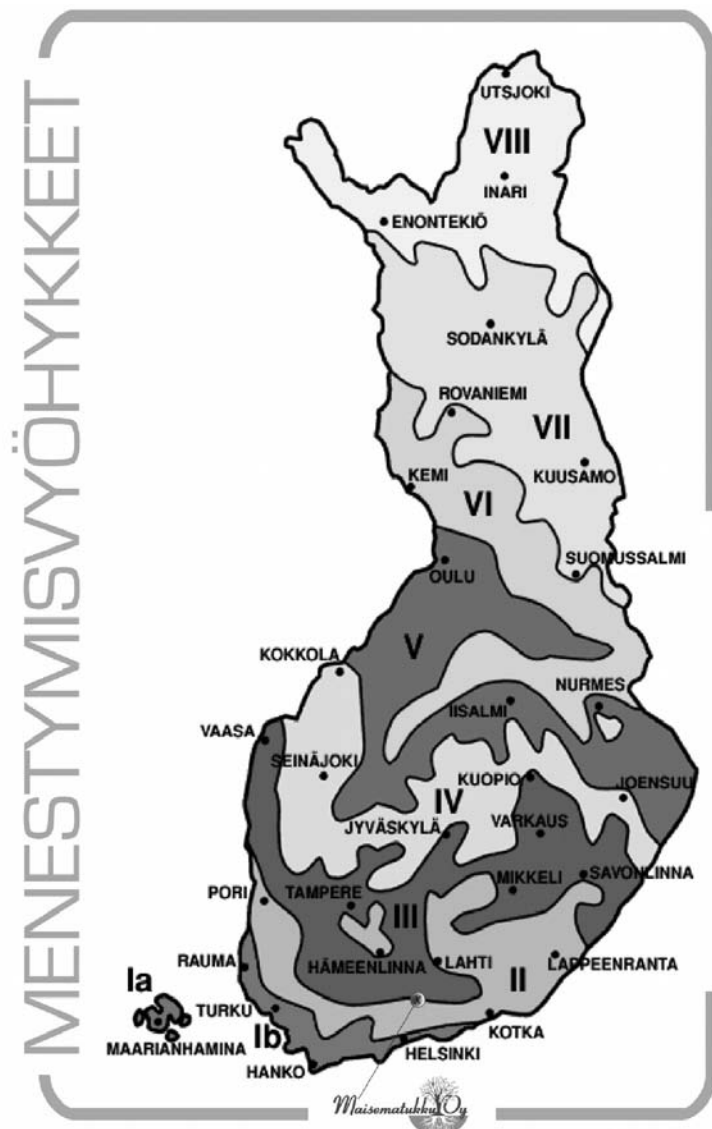 MENESTYMISVYÖHYKKEET
UTSJOKI
VIII
INARI
ENONTEKIÖ
SODANKYLÄ
ROVANIEMI
VII
KEMI
KUUSAMO
VI
SUOMUSSALMI
OULU
V
KOKKOLA
NURMES
IISALMI
VAASA
SEINÄJOKI
KUOPIO
JOENSUU
IV
JYVÄSKYLÄ
VARKAUS
SAVONLINNA
PORI
TAMPERE
MIKKELI
III
RAUMA
HÄMEENLINNA
LAHTI
LAPPEENRANTA
Ia
II
TURKU
KOTKA
Ib
MAARIANHAMINA
HELSINKI
HANKO
Maisematukku Oy